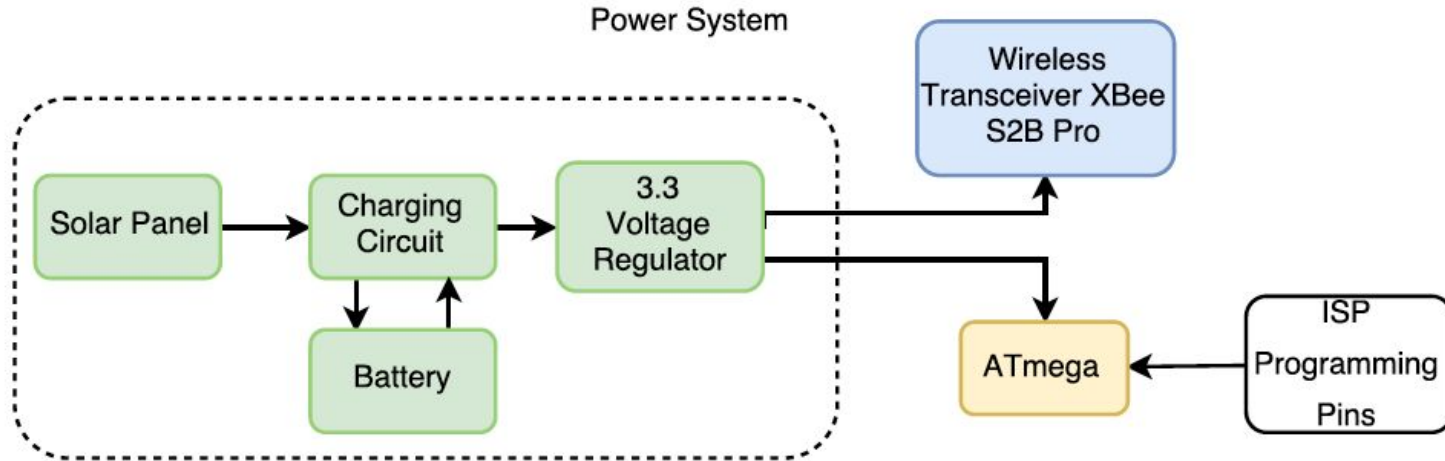 Power System
Wireless
Transceiver XBee
S2B Pro
Solar Panel
Charging
Circuit
3.3
Voltage
Regulator
Battery
ATmega
ISP
Programming
Pins